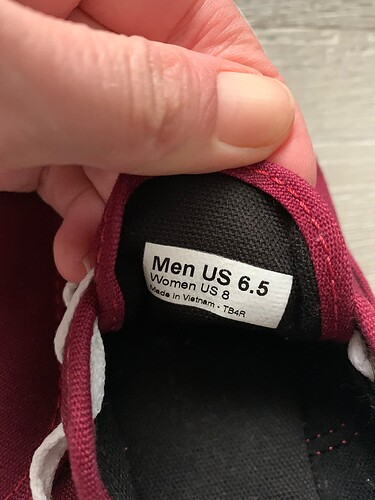 Men US 6.5
Women US 8
Made in Vietnam - TB4R